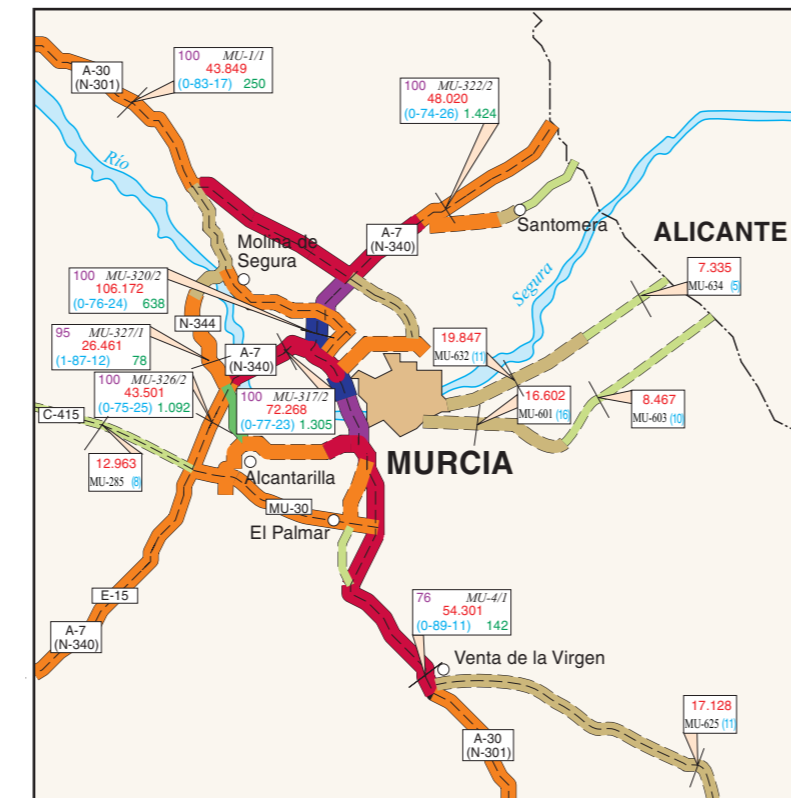 100 MU-1/1
43.849
(0-83-17) 250
A-30
(N-301)
100 MU-322/2
48.020
(0-74-26) 1.424
Río
Santomera
A-7
(N-340)
ALICANTE
Molina de
Segura
Segura
7.335
MU-634 (5)
100 MU-320/2
106.172
(0-76-24) 638
N-344
95 MU-327/1
26.461
(1-87-12) 78
A-7
(N-340)
19.847
MU-632 (11)
100 MU-326/2
43.501
(0-75-25) 1.092
100 MU-317/2
72.268
(0-77-23) 1.305
16.602
MU-601 (16)
8.467
MU-603 (10)
C-415
12.963
MU-285 (8)
Alcantarilla
MURCIA
MU-30
El Palmar
E-15
76 MU-4/1
54.301
(0-89-11) 142
A-7
(N-340)
Venta de la Virgen
17.128
MU-625 (11)
A-30
(N-301)